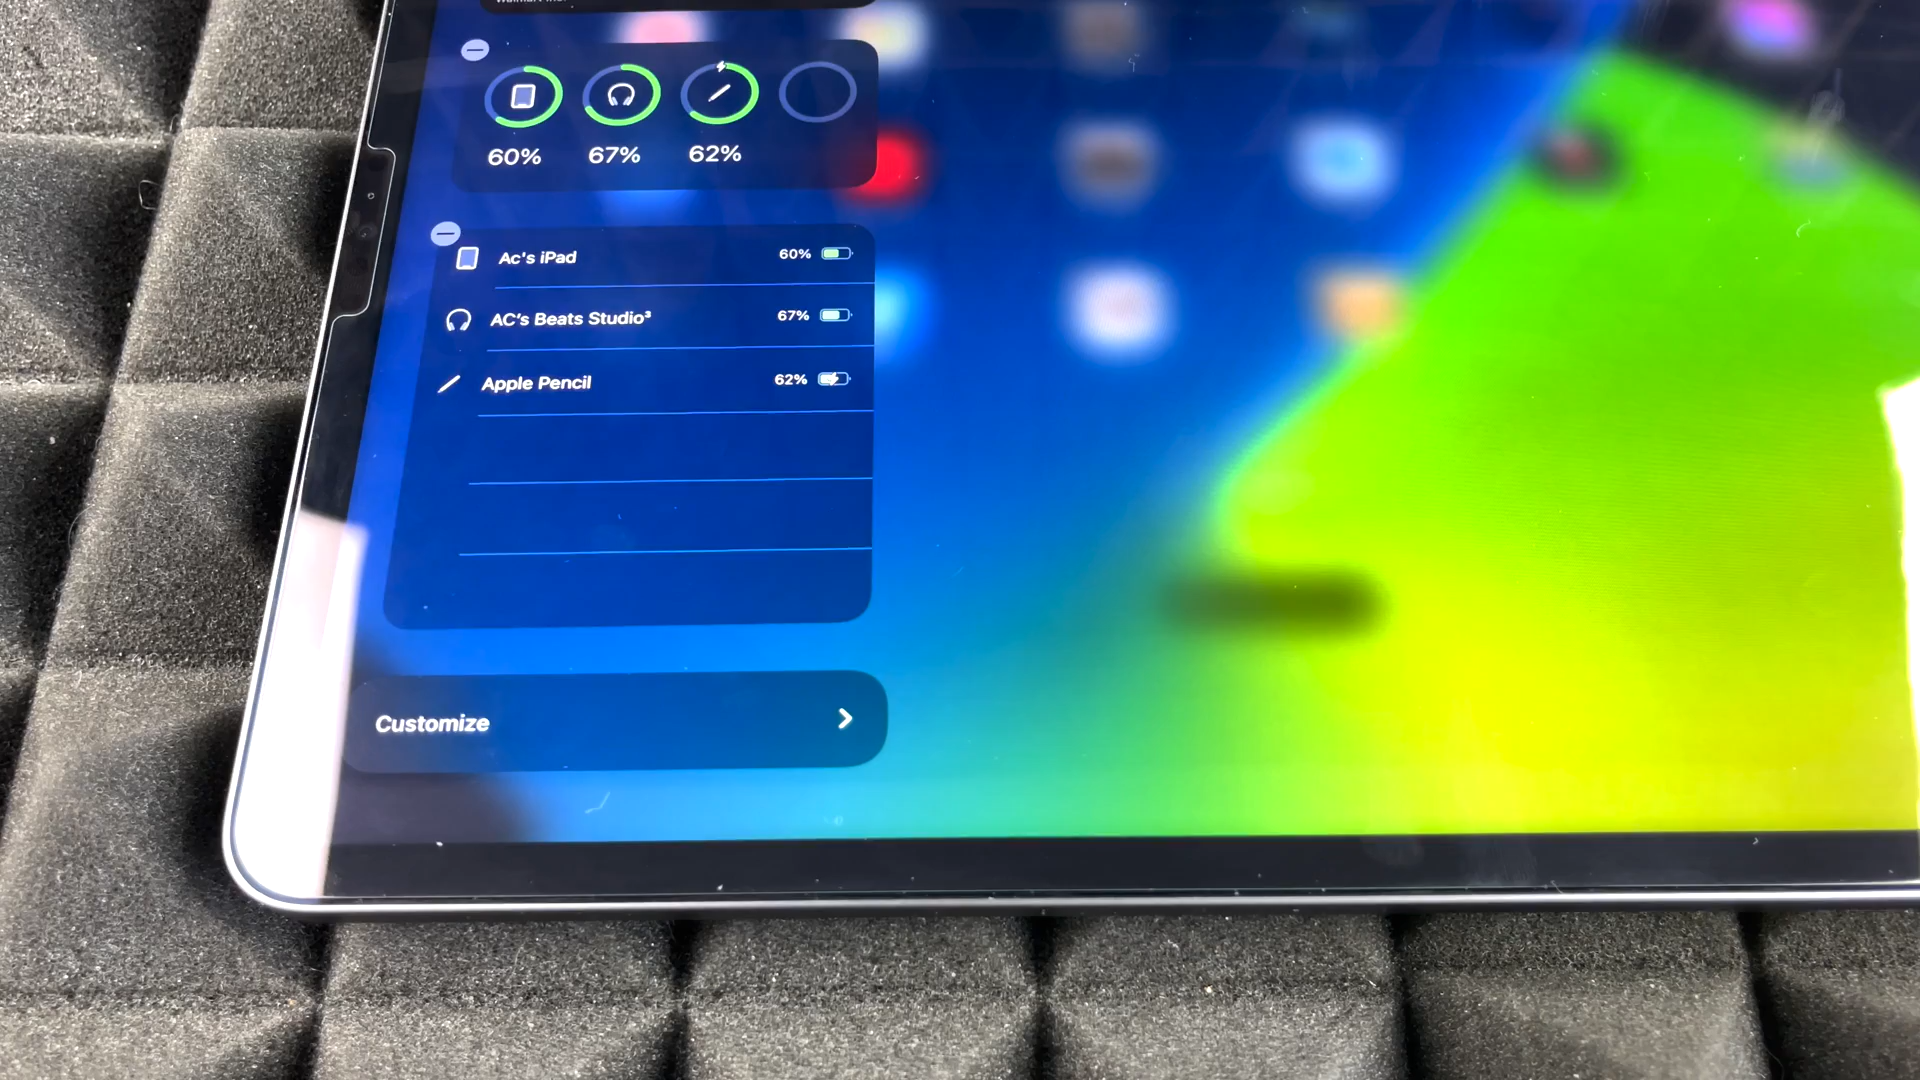 60% 67% 62%
Ac's iPad 60%
AC's Beats Studio³ 67%
Apple Pencil 62%
Customize